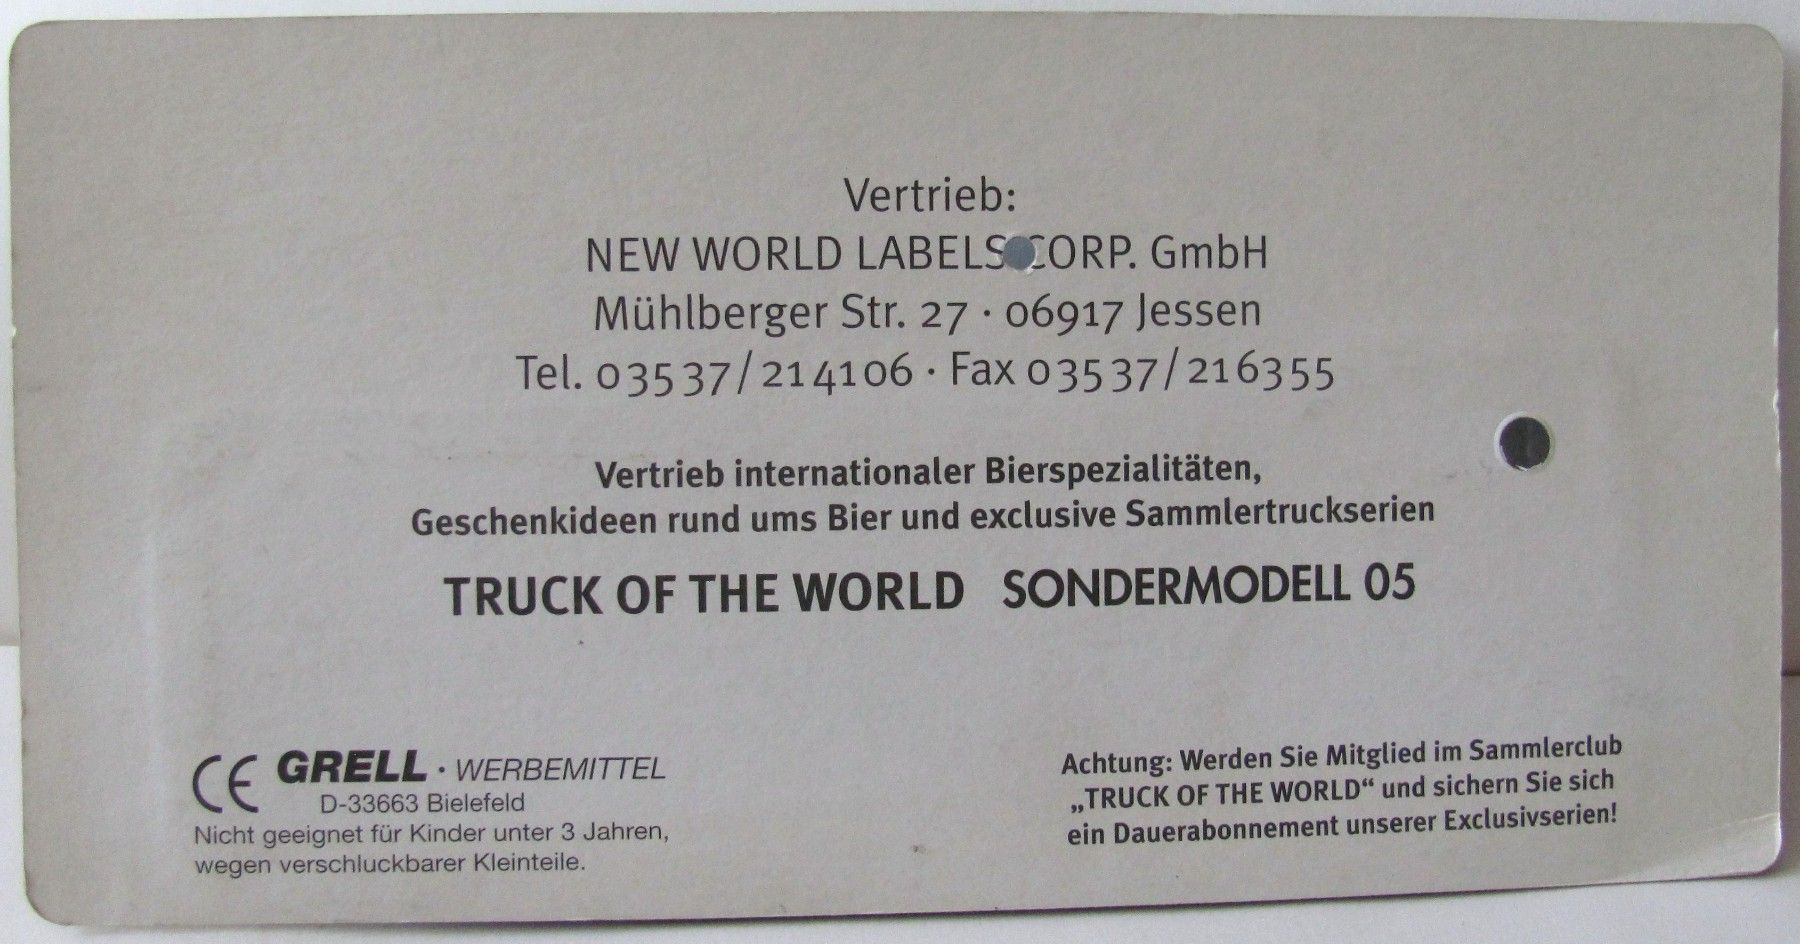 Vertrieb:
NEW WORLD LABELS CORP. GmbH
Mühlberger Str. 27 · 06917 Jessen
Tel. 03537/214106 · Fax 03537/216355
Vertrieb internationaler Bierspezialitäten,
Geschenkideen rund ums Bier und exclusive Sammlertruckserien
TRUCK OF THE WORLD SONDERMODELL 05
CE GRELL · WERBEMITTEL
D-33663 Bielefeld
Nicht geeignet für Kinder unter 3 Jahren,
wegen verschluckbarer Kleinteile.
Achtung: Werden Sie Mitglied im Sammlerclub
„TRUCK OF THE WORLD“ und sichern Sie sich
ein Dauerabonnement unserer Exclusivserien!